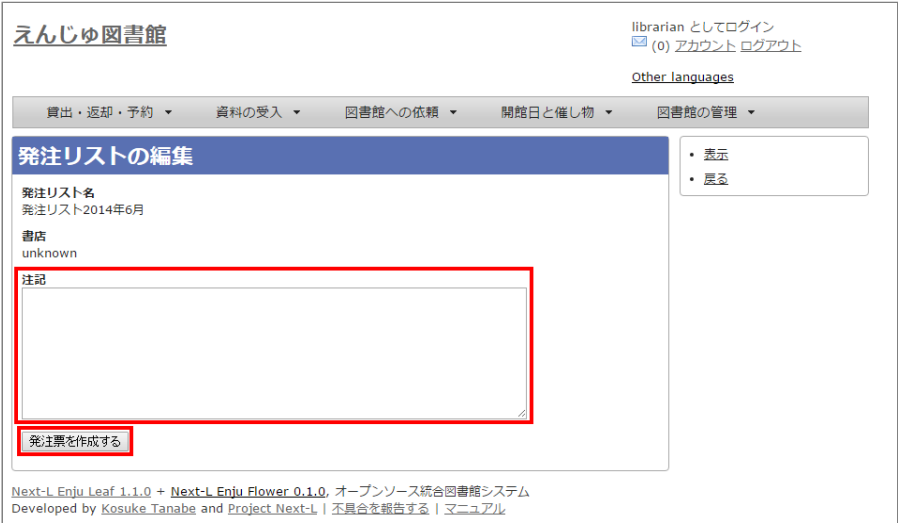 えんじゅ図書館
librarian としてログイン
(0) アカウント ログアウト
Other languages
貸出・返却・予約 ▼ 資料の受入 ▼ 図書館への依頼 ▼ 開館日と催し物 ▼ 図書館の管理 ▼
発注リストの編集
• 表示
• 戻る
発注リスト名
発注リスト2014年6月
書店
unknown
注記
発注票を作成する
Next-L Enju Leaf 1.1.0 + Next-L Enju Flower 0.1.0, オープンソース統合図書館システム
Developed by Kosuke Tanabe and Project Next-L | 不具合を報告する | マニュアル